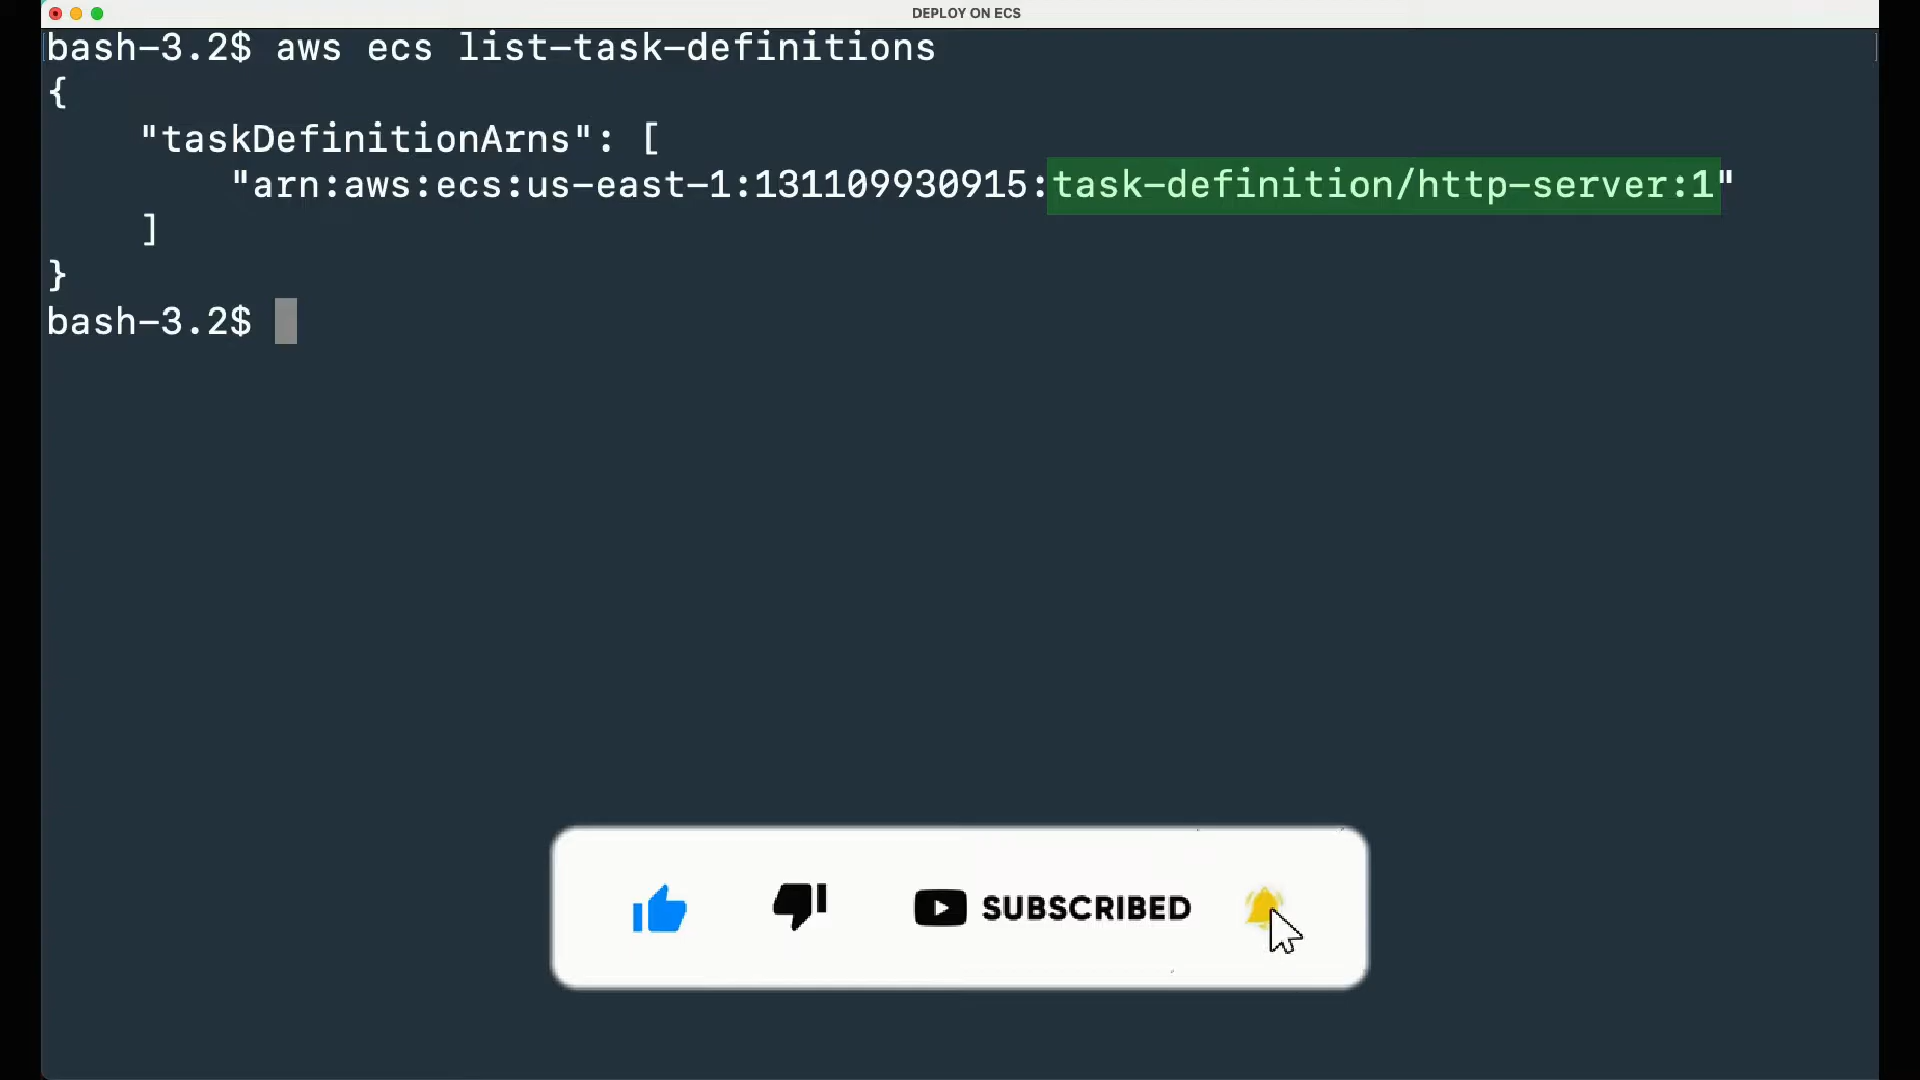 DEPLOY ON ECS
bash-3.2$ aws ecs list-task-definitions
{
"taskDefinitionArns": [
"arn:aws:ecs:us-east-1:131109930915:task-definition/http-server:1"
]
}
bash-3.2$
SUBSCRIBED